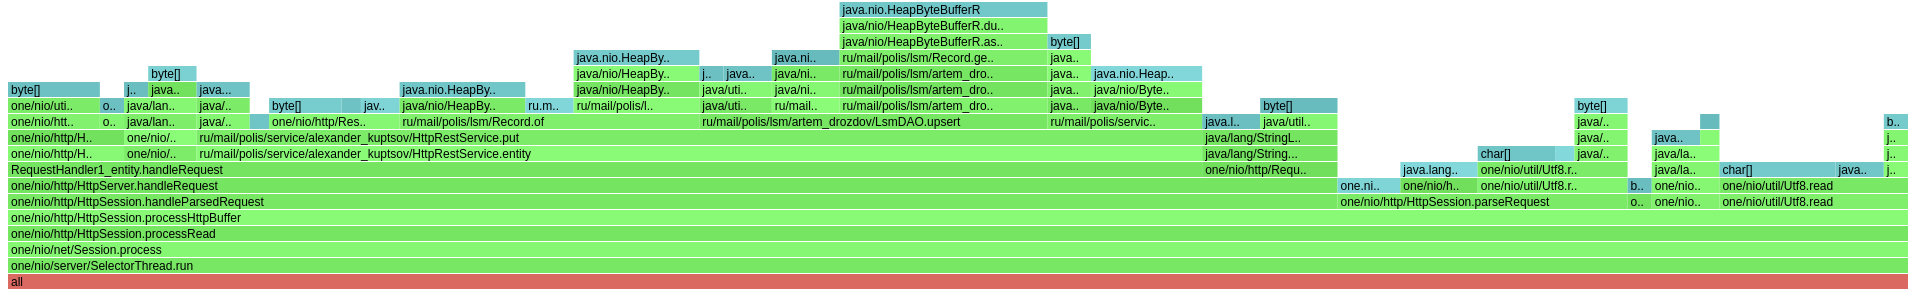 java.nio.HeapByteBufferR
java/nio/HeapByteBufferR.du..
java/nio/HeapByteBufferR.as.. byte[]
java.nio.HeapBy.. java.ni.. ru/mail/polis/lsm/Record.ge.. java..
byte[] java/nio/HeapBy.. j.. java.. java/ni.. ru/mail/polis/lsm/artem_dro.. java.. java.nio.Heap..
byte[] j.. java.. java... java.nio.HeapBy.. java/nio/HeapBy.. java/uti.. java/ni.. ru/mail/polis/lsm/artem_dro.. java.. java/nio/Byte..
one/nio/uti.. o.. java/lan.. java/.. byte[] jav.. java/nio/HeapBy.. ru.m.. ru/mail/polis/l.. java/uti.. ru/mail.. ru/mail/polis/lsm/artem_dro.. java.. java/nio/Byte.. byte[] byte[]
one/nio/htt.. o.. java/lan.. java/.. one/nio/http/Res.. ru/mail/polis/lsm/Record.of ru/mail/polis/lsm/artem_drozdov/LsmDAO.upsert ru/mail/polis/servic.. java.l.. java/util.. java/.. b..
one/nio/http/H.. one/nio/.. ru/mail/polis/service/alexander_kuptsov/HttpRestService.put java/lang/StringL.. java/.. java.. j..
one/nio/http/H.. one/nio/.. ru/mail/polis/service/alexander_kuptsov/HttpRestService.entity java/lang/String... char[] java/.. java/la.. j..
RequestHandler1_entity.handleRequest one/nio/http/Requ.. java.lang.. one/nio/util/Utf8.r.. java/la.. char[] java.. j..
one/nio/http/HttpServer.handleRequest one.ni.. one/nio/h.. one/nio/util/Utf8.r.. b.. one/nio.. one/nio/util/Utf8.read
one/nio/http/HttpSession.handleParsedRequest one/nio/http/HttpSession.parseRequest o.. one/nio.. one/nio/util/Utf8.read
one/nio/http/HttpSession.processHttpBuffer
one/nio/http/HttpSession.processRead
one/nio/net/Session.process
one/nio/server/SelectorThread.run
all